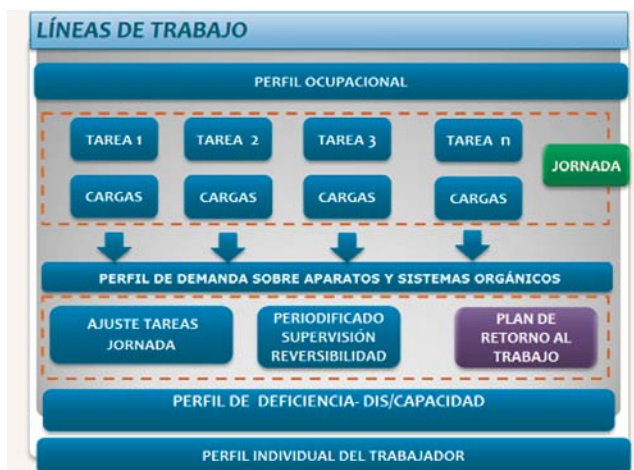 LÍNEAS DE TRABAJO
PERFIL OCUPACIONAL
TAREA 1 TAREA 2 TAREA 3 TAREA n
JORNADA
CARGAS CARGAS CARGAS CARGAS
PERFIL DE DEMANDA SOBRE APARATOS Y SISTEMAS ORGÁNICOS
AJUSTE TAREAS
JORNADA
PERIODIFICADO
SUPERVISIÓN
REVERSIBILIDAD
PLAN DE
RETORNO AL
TRABAJO
PERFIL DE DEFICIENCIA- DIS/CAPACIDAD
PERFIL INDIVIDUAL DEL TRABAJADOR